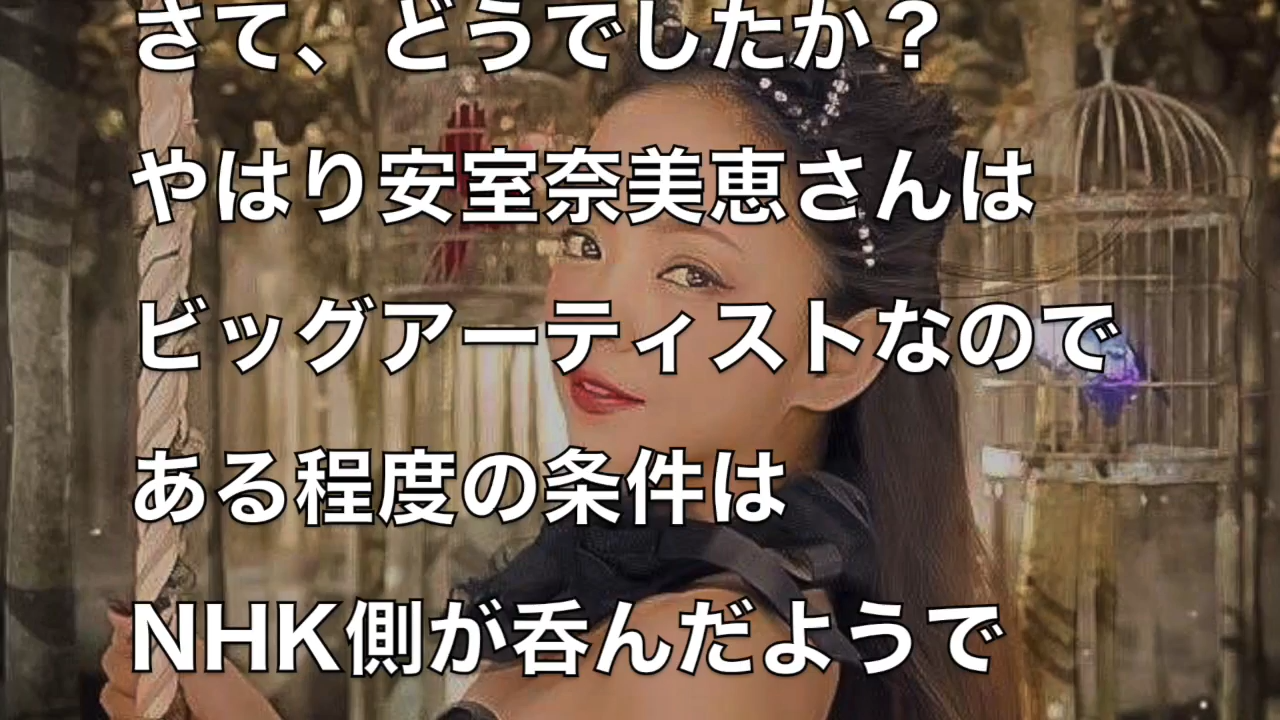 さて、どうでしたか？
やはり安室奈美恵さんは
ビッグアーティストなので
ある程度の条件は
NHK側が呑んだようで